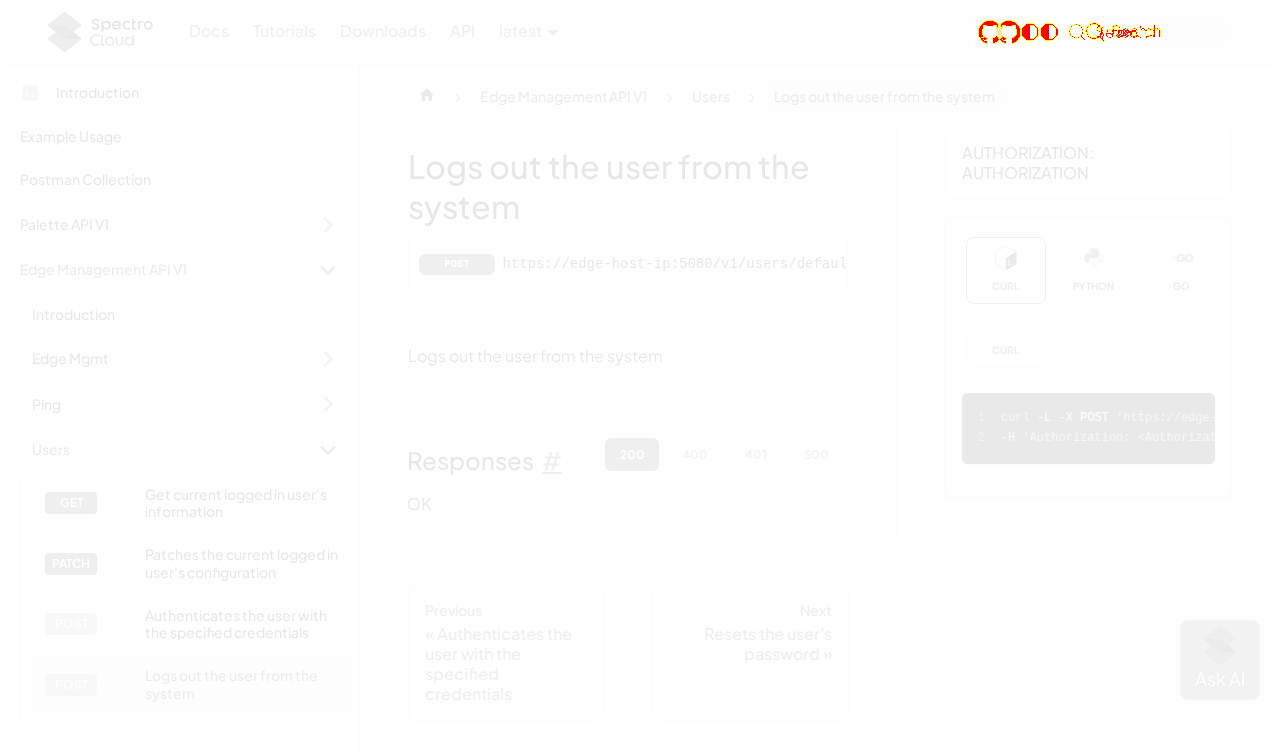 Spectro
Cloud
Docs
Tutorials
Downloads
API
latest
Introduction
Example Usage
Postman Collection
Palette API V1
Edge Management API V1
Introduction
Edge Mgmt
Ping
Users
GET
Get current logged in user's
information
PATCH
Patches the current logged in
user's configuration
POST
Authenticates the user with
the specified credentials
POST
Logs out the user from the
system
Edge Management API V1
Users
Logs out the user from the system
Logs out the user from the
system
POST
https://edge-host-ip:5080/v1/users/defaul
Logs out the user from the system
Responses #
200
400
401
500
OK
Previous
« Authenticates the
user with the
specified
credentials
Next
Resets the user's
password »
AUTHORIZATION:
AUTHORIZATION
CURL
PYTHON
GO
GO
CURL
1 curl -L -X POST 'https://edge-
2 -H 'Authorization: <Authorizat
Ask AI